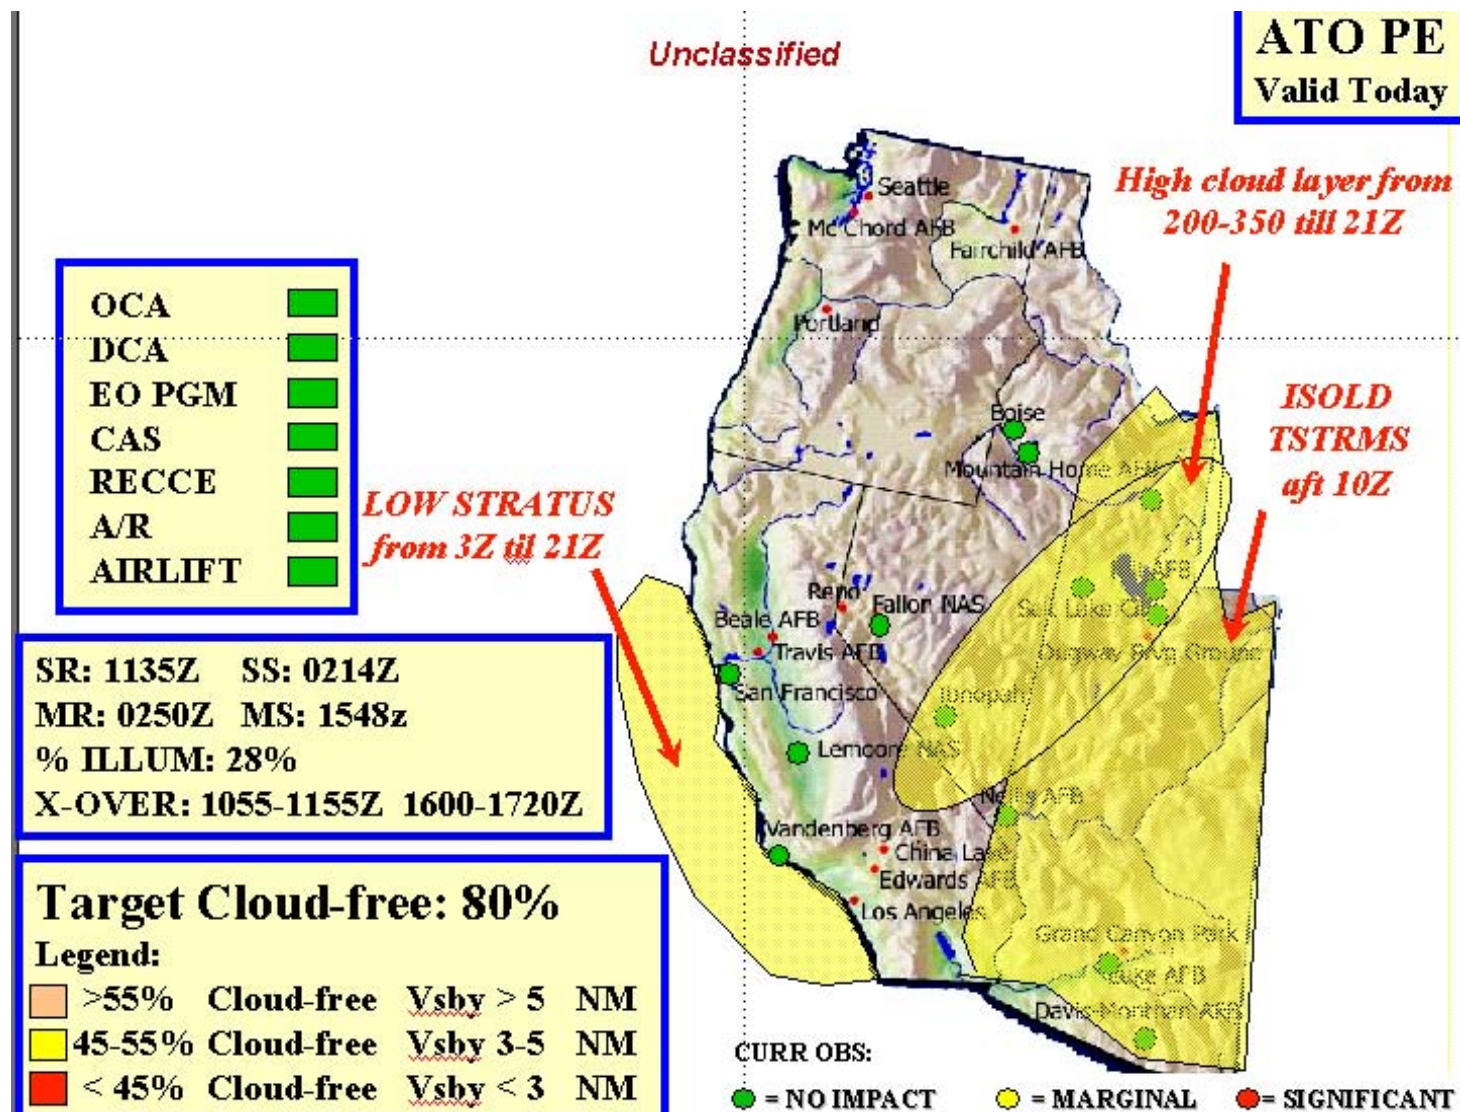 Unclassified
ATO PE
Valid Today
High cloud layer from
200-350 till 21Z
ISOLD
TSTRMS
aft 10Z
OCA
DCA
EO PGM
CAS
RECCE
A/R
AIRLIFT
LOW STRATUS
from 3Z til 21Z
Seattle
Mc Chord AFB
Fairchild AFB
Portland
Boise
Mountain Home AFB
AFB
Salt Lake
Dugway Prvg Ground
Reno
Fallon NAS
Beale AFB
Travis AFB
San Francisco
Tonopah
Lemoore NAS
Nellis AFB
Vandenberg AFB
China Lake
Edwards AFB
Los Angeles
Grand Canyon Park
Luke AFB
Davis-Monthan AFB
SR: 1135Z SS: 0214Z
MR: 0250Z MS: 1548z
% ILLUM: 28%
X-OVER: 1055-1155Z 1600-1720Z
Target Cloud-free: 80%
Legend:
>55% Cloud-free Vsby > 5 NM
45-55% Cloud-free Vsby 3-5 NM
< 45% Cloud-free Vsby < 3 NM
CURR OBS:
= NO IMPACT = MARGINAL = SIGNIFICANT